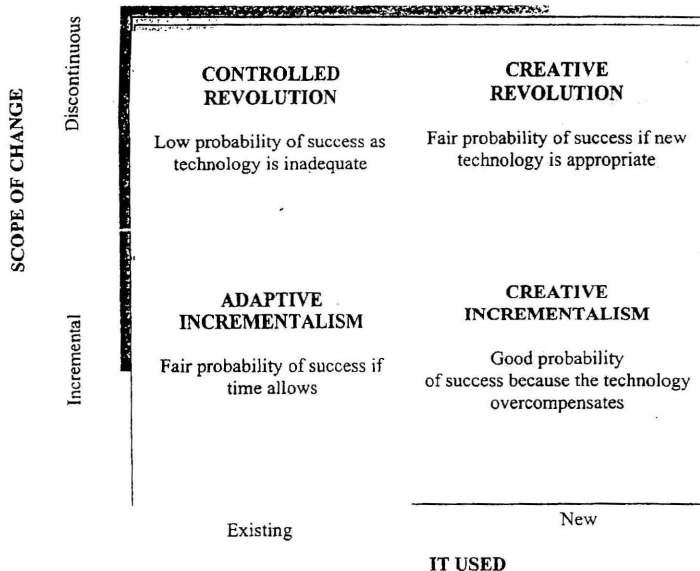 SCOPE OF CHANGE
Discontinuous
Incremental
CONTROLLED
REVOLUTION
Low probability of success as
technology is inadequate
CREATIVE
REVOLUTION
Fair probability of success if new
technology is appropriate
ADAPTIVE
INCREMENTALISM
Fair probability of success if
time allows
CREATIVE
INCREMENTALISM
Good probability
of success because the technology
overcompensates
Existing
New
IT USED